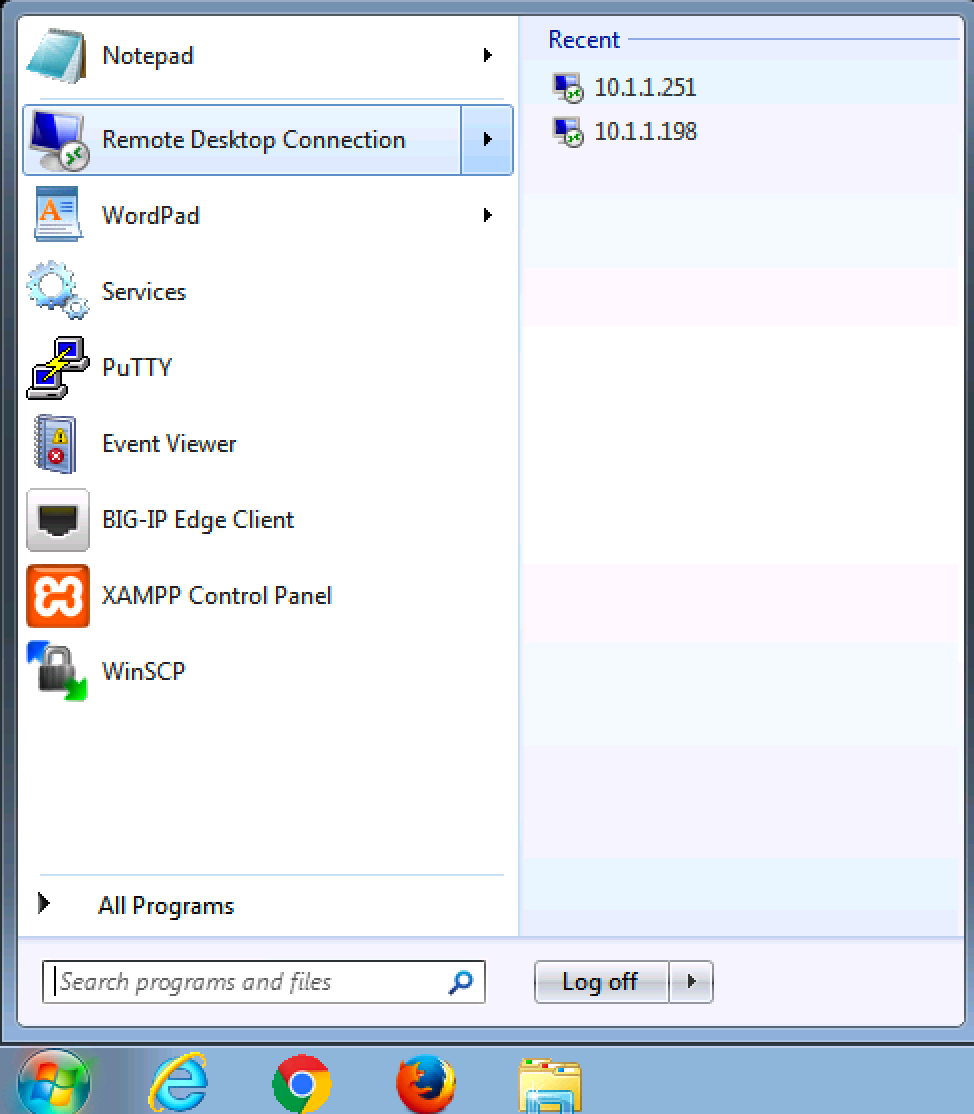 Notepad
Remote Desktop Connection
WordPad
Services
PuTTY
Event Viewer
BIG-IP Edge Client
XAMPP Control Panel
WinSCP
All Programs
Search programs and files
Recent
10.1.1.251
10.1.1.198
Log off